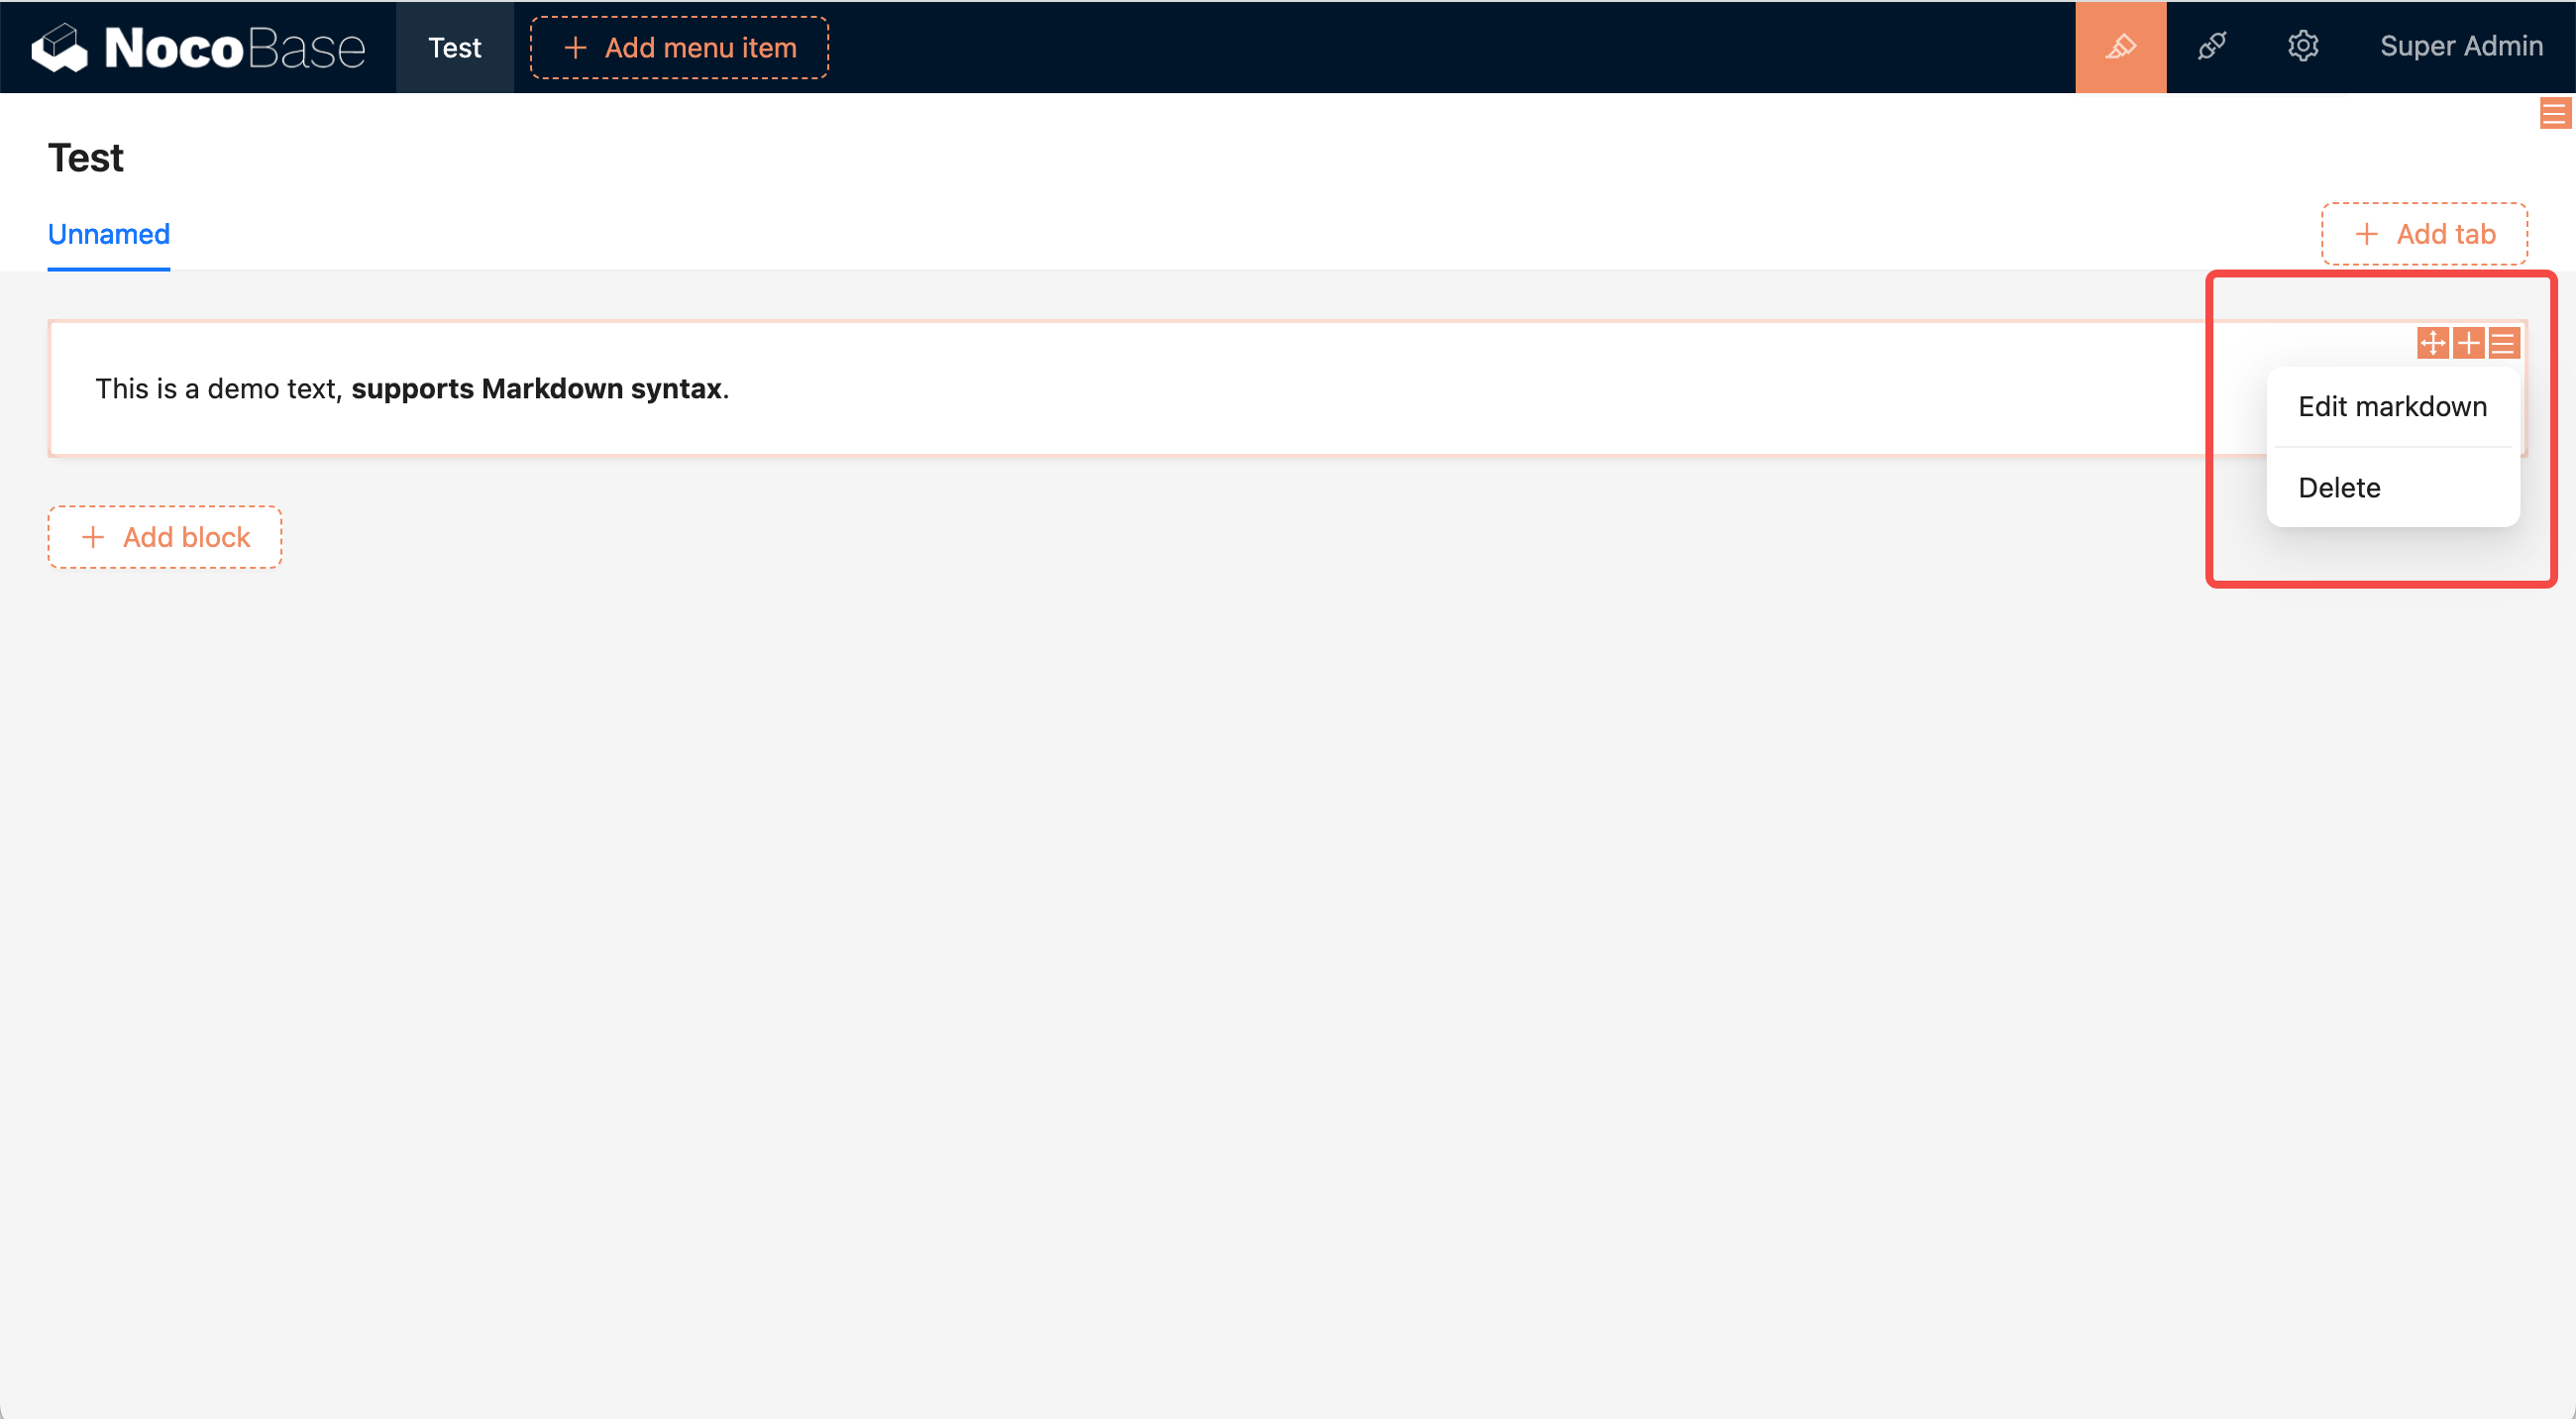 NocoBase
Test
Add menu item
Super Admin
Test
Unnamed
Add tab
This is a demo text, supports Markdown syntax.
Edit markdown
Delete
Add block